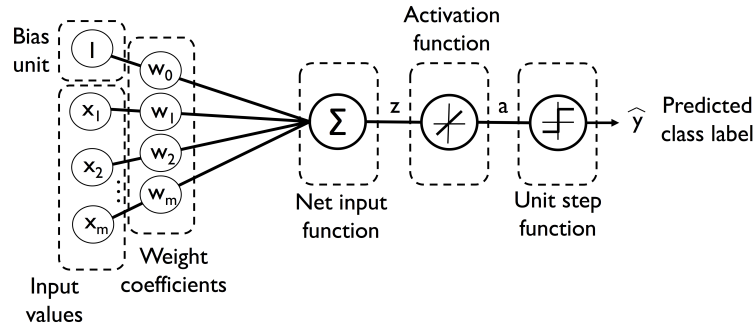 Activation
function
Bias
unit
1
w0
x1
w1
x2
w2
⋮
xm
wm
Σ
z
a
ŷ
Predicted
class label
Net input
function
Unit step
function
Weight
coefficients
Input
values